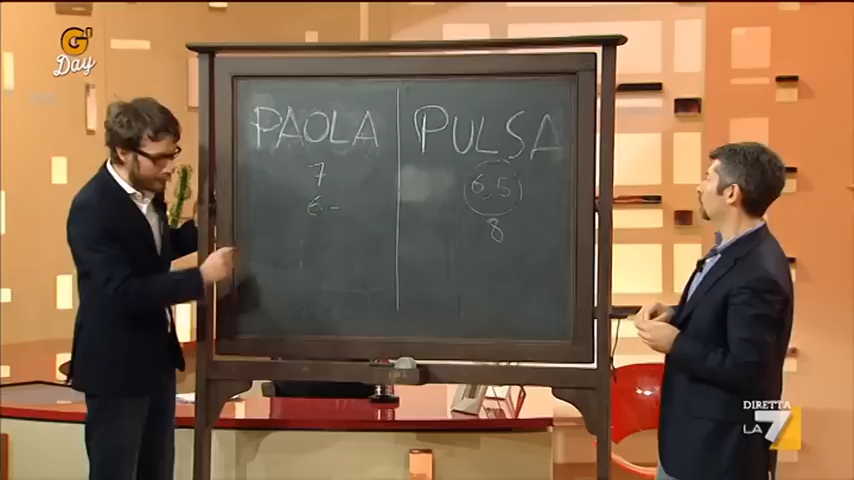 G' Day
PAOLA PULSA
7 6,5
6- 8
DIRETTA
LA 7